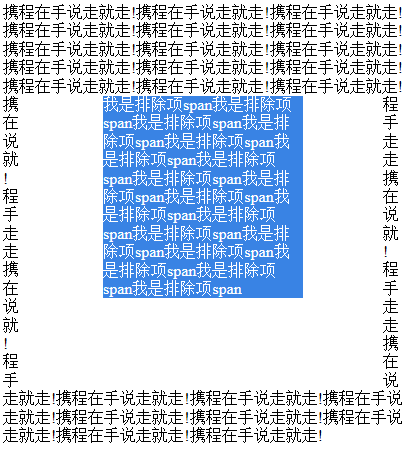 携程在手说走就走!携程在手说走就走!携程在手说走就走!
携程在手说走就走!携程在手说走就走!携程在手说走就走!
携程在手说走就走!携程在手说走就走!携程在手说走就走!
携程在手说走就走!携程在手说走就走!携程在手说走就走!
携程在手说走就走!携程在手说走就走!携程在手说走就走!
携 我是排除项span我是排除项 程
在 span我是排除项span我是排 手
说 除项span我是排除项span我 走
就 是排除项span我是排除项 走
! span我是排除项span我是排 携
程 除项span我是排除项span我 在
手 是排除项span我是排除项 说
走 span我是排除项span我是排 就
走 除项span我是排除项span我 !
携 是排除项span我是排除项 程
在 span我是排除项span 手
说 走
就 走
! 携
程 在
手 说
走就走!携程在手说走就走!携程在手说走就走!携程在手说
走就走!携程在手说走就走!携程在手说走就走!携程在手说
走就走!携程在手说走就走!携程在手说走就走!